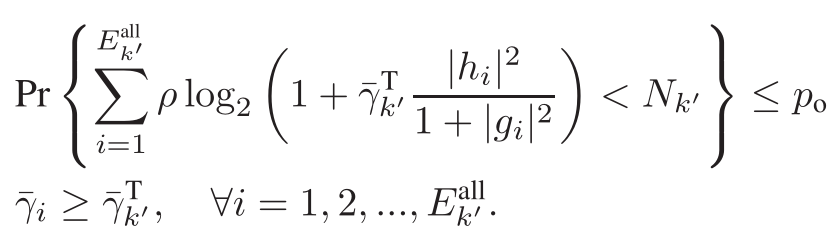 Pr { ∑_{i=1}^{E_{k'}^{all}} ρ log₂ ( 1 + γ̄_{k'}^{T} |h_i|² / (1 + |g_i|²) ) < N_{k'} } ≤ p_o
γ̄_i ≥ γ̄_{k'}^{T}, ∀i = 1, 2, ..., E_{k'}^{all}.